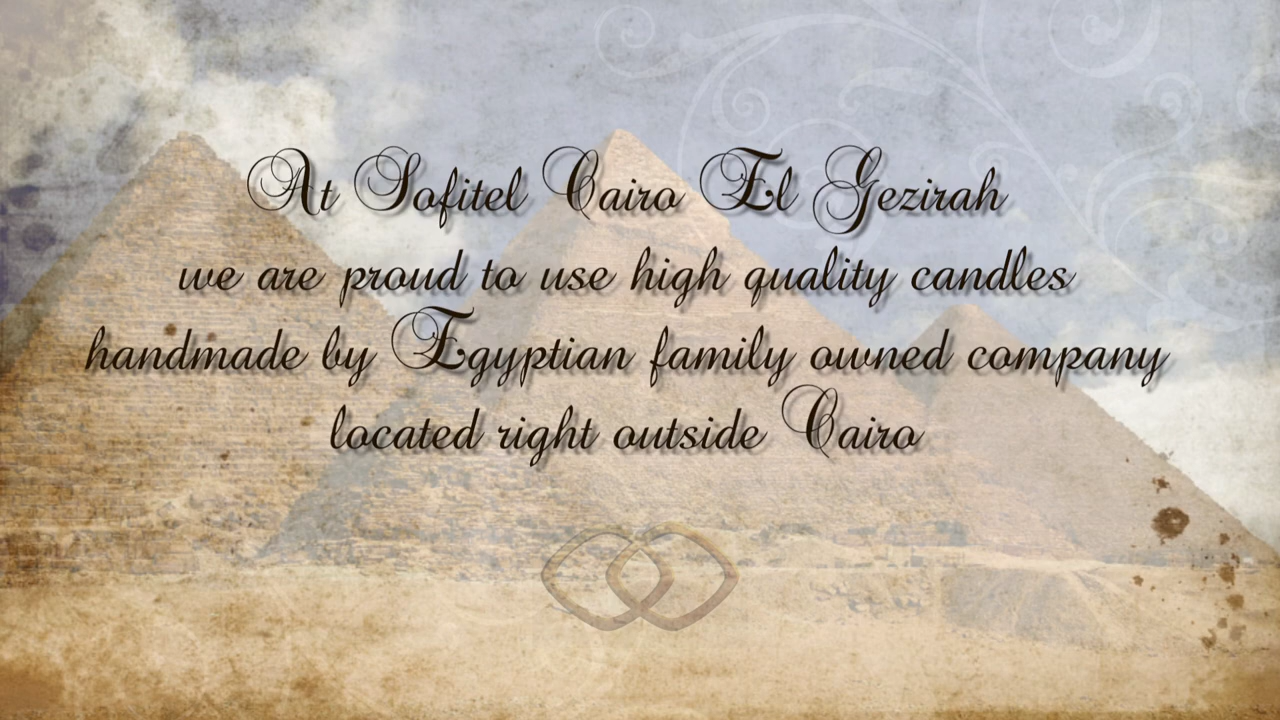 At Sofitel Cairo El Gezirah
we are proud to use high quality candles
handmade by Egyptian family owned company
located right outside Cairo